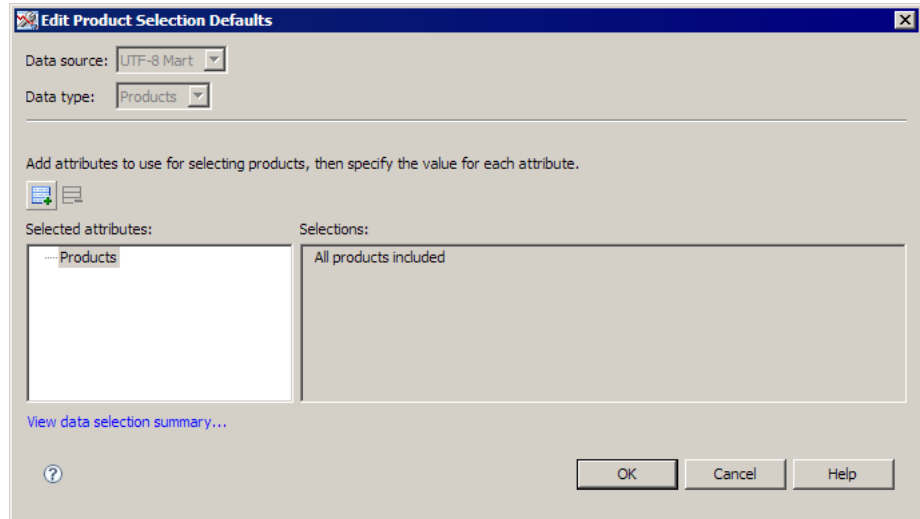 Edit Product Selection Defaults
Data source: UTF-8 Mart
Data type: Products
Add attributes to use for selecting products, then specify the value for each attribute.
Selected attributes: Selections:
Products All products included
View data selection summary...
? OK Cancel Help